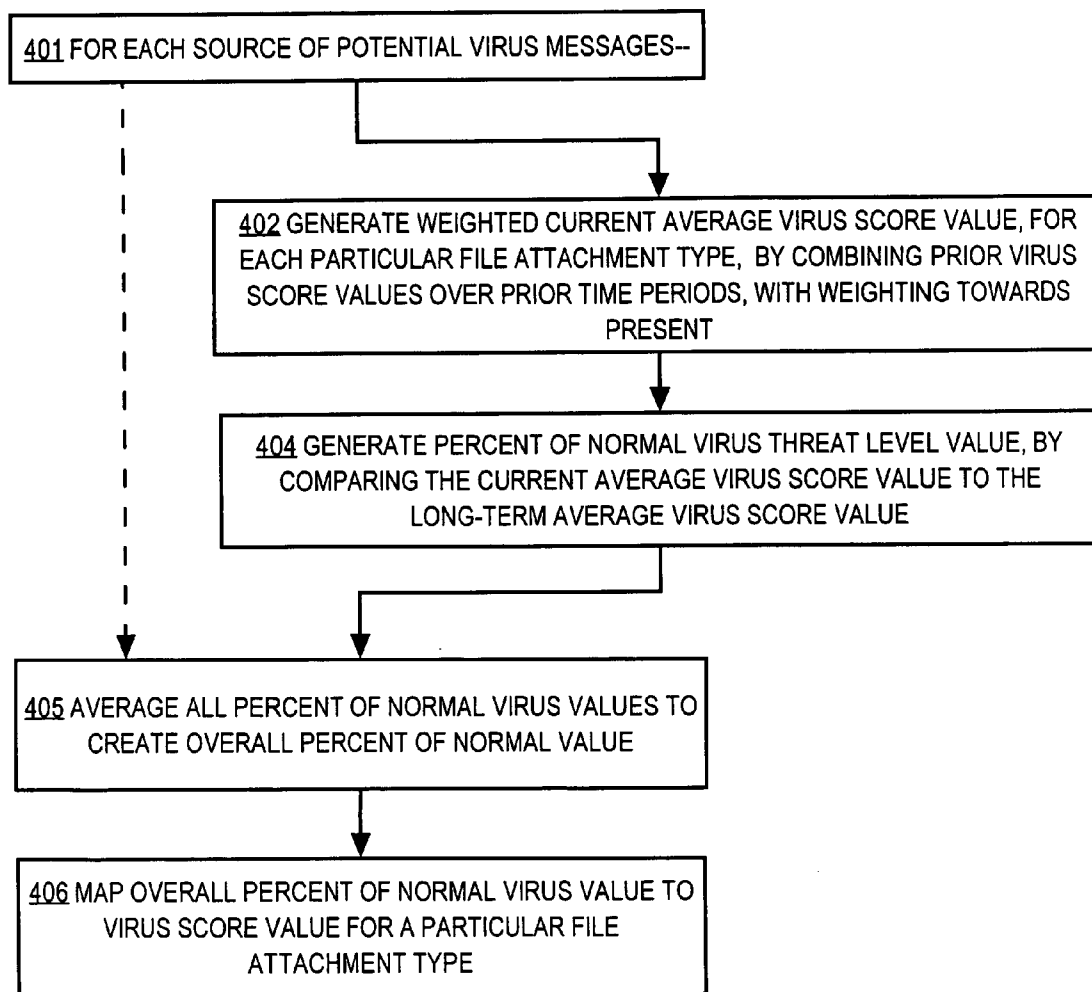 401 FOR EACH SOURCE OF POTENTIAL VIRUS MESSAGES--
402 GENERATE WEIGHTED CURRENT AVERAGE VIRUS SCORE VALUE, FOR
EACH PARTICULAR FILE ATTACHMENT TYPE, BY COMBINING PRIOR VIRUS
SCORE VALUES OVER PRIOR TIME PERIODS, WITH WEIGHTING TOWARDS
PRESENT
404 GENERATE PERCENT OF NORMAL VIRUS THREAT LEVEL VALUE, BY
COMPARING THE CURRENT AVERAGE VIRUS SCORE VALUE TO THE
LONG-TERM AVERAGE VIRUS SCORE VALUE
405 AVERAGE ALL PERCENT OF NORMAL VIRUS VALUES TO
CREATE OVERALL PERCENT OF NORMAL VALUE
406 MAP OVERALL PERCENT OF NORMAL VIRUS VALUE TO
VIRUS SCORE VALUE FOR A PARTICULAR FILE
ATTACHMENT TYPE